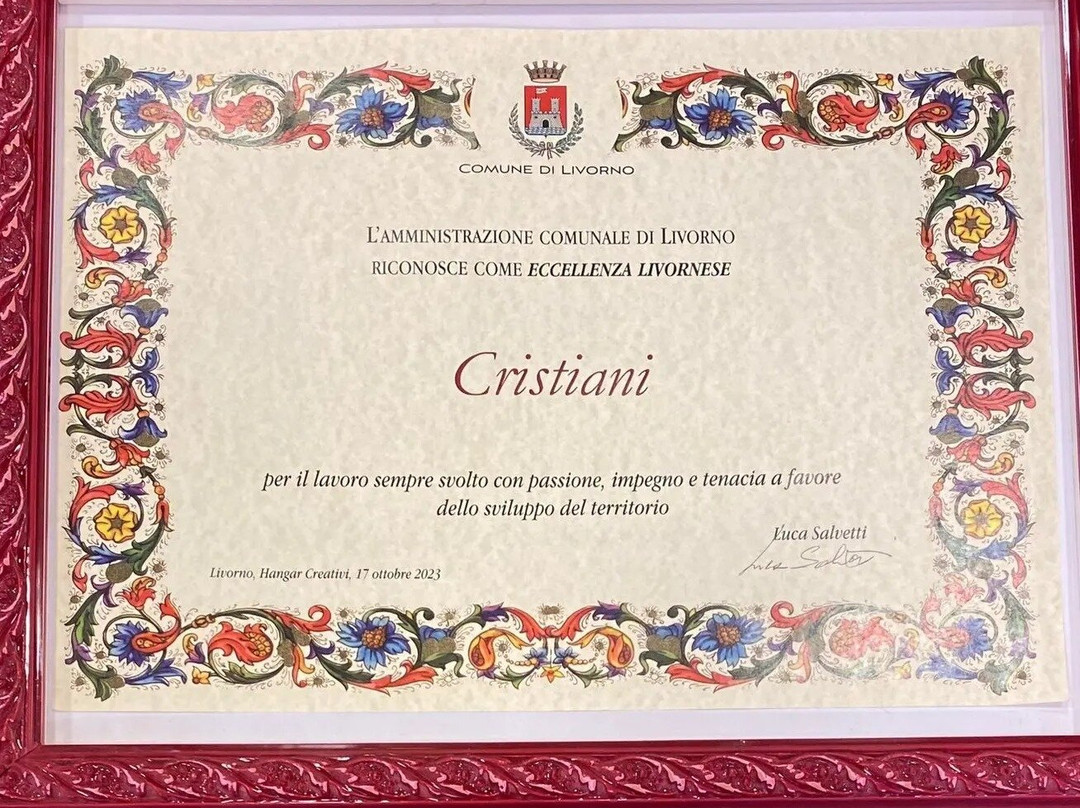 COMUNE DI LIVORNO
L'AMMINISTRAZIONE COMUNALE DI LIVORNO
RICONOSCE COME ECCELLENZA LIVORNESE
Cristiani
per il lavoro sempre svolto con passione, impegno e tenacia a favore
dello sviluppo del territorio
Luca Salvetti
Livorno, Hangar Creativi, 17 ottobre 2023